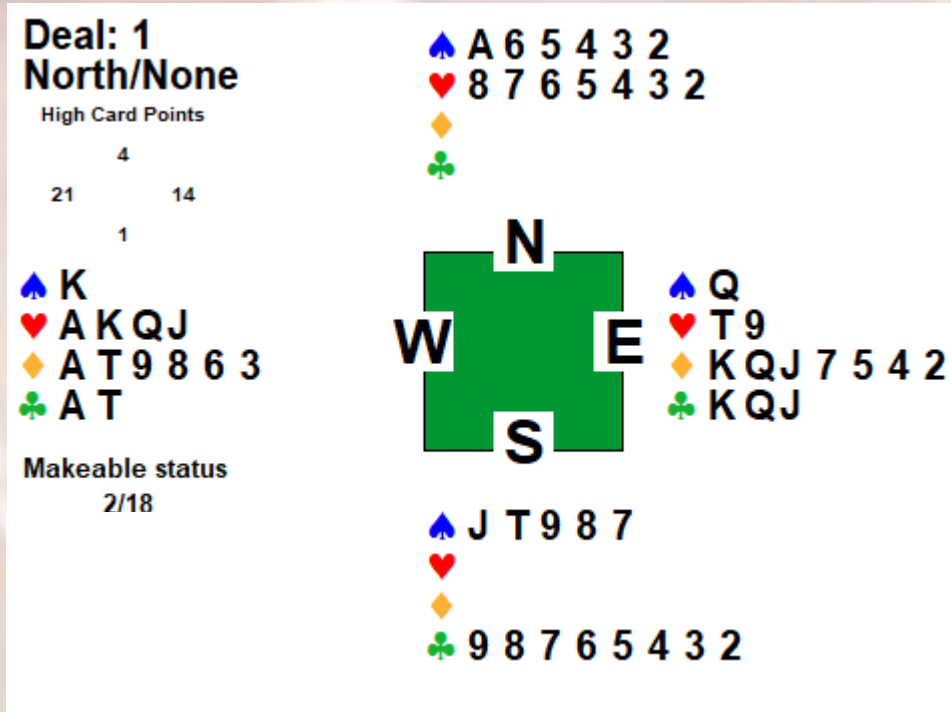 Deal: 1
North/None
High Card Points
4
21 14
1
♠ A 6 5 4 3 2
♥ 8 7 6 5 4 3 2
♦
♣
♠ K
♥ A K Q J
♦ A T 9 8 6 3
♣ A T
N
W E
S
♠ Q
♥ T 9
♦ K Q J 7 5 4 2
♣ K Q J
Makeable status
2/18
♠ J T 9 8 7
♥
♦
♣ 9 8 7 6 5 4 3 2